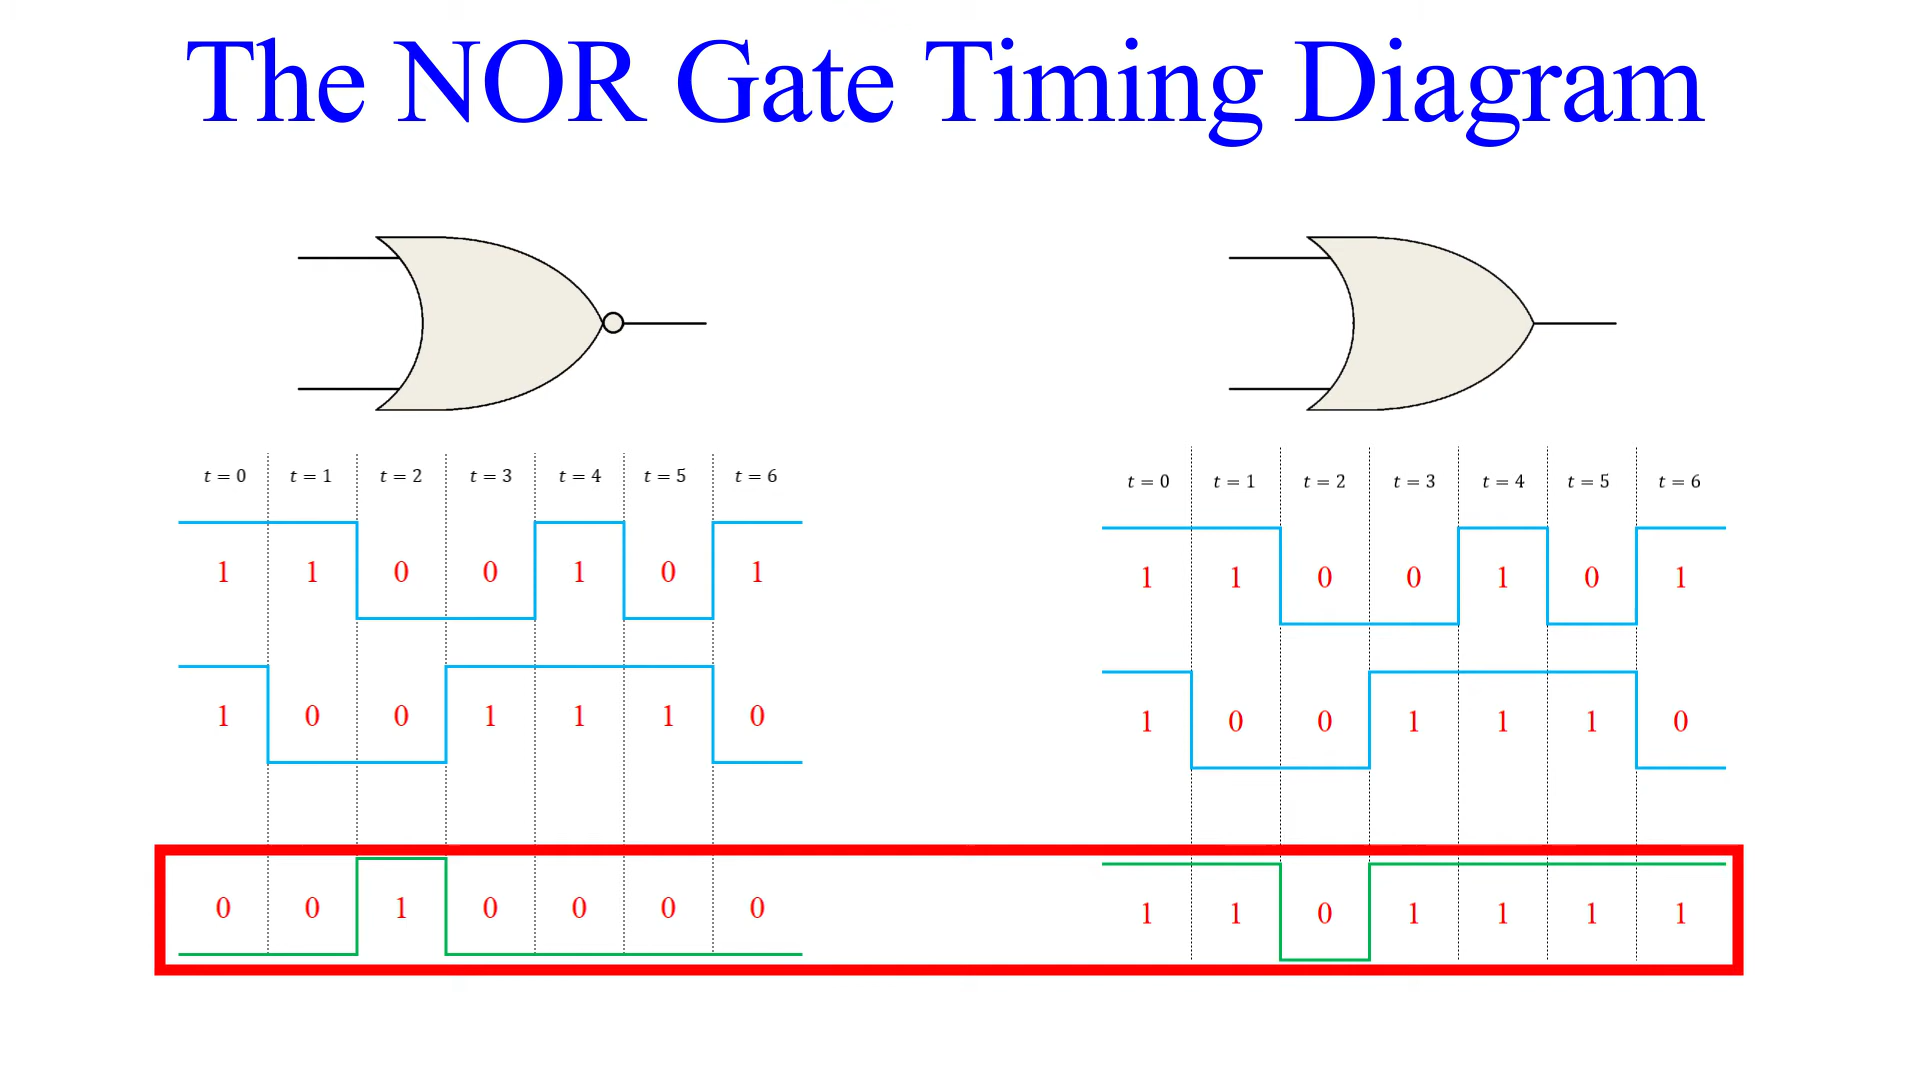 The NOR Gate Timing Diagram
t = 0 t = 1 t = 2 t = 3 t = 4 t = 5 t = 6
1 1 0 0 1 0 1
1 0 0 1 1 1 0
0 0 1 0 0 0 0
t = 0 t = 1 t = 2 t = 3 t = 4 t = 5 t = 6
1 1 0 0 1 0 1
1 0 0 1 1 1 0
1 1 0 1 1 1 1